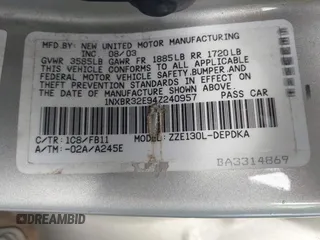 MFD. BY: NEW UNITED MOTOR MANUFACTURING
INC 08/03
GVWR 3585LB GAWR FR 1885LB RR 1720LB
THIS VEHICLE CONFORMS TO ALL APPLICABLE
FEDERAL MOTOR VEHICLE SAFETY, BUMPER, AND
THEFT PREVENTION STANDARDS IN EFFECT ON
THE DATE OF MANUFACTURE SHOWN ABOVE.
1NXBR32E94Z240957 PASS CAR
C/TR: 1C8/FB11 MODEL: ZZE130L-DEPDKA
A/TM: -02A/A245E
BA3314869
DREAMBID